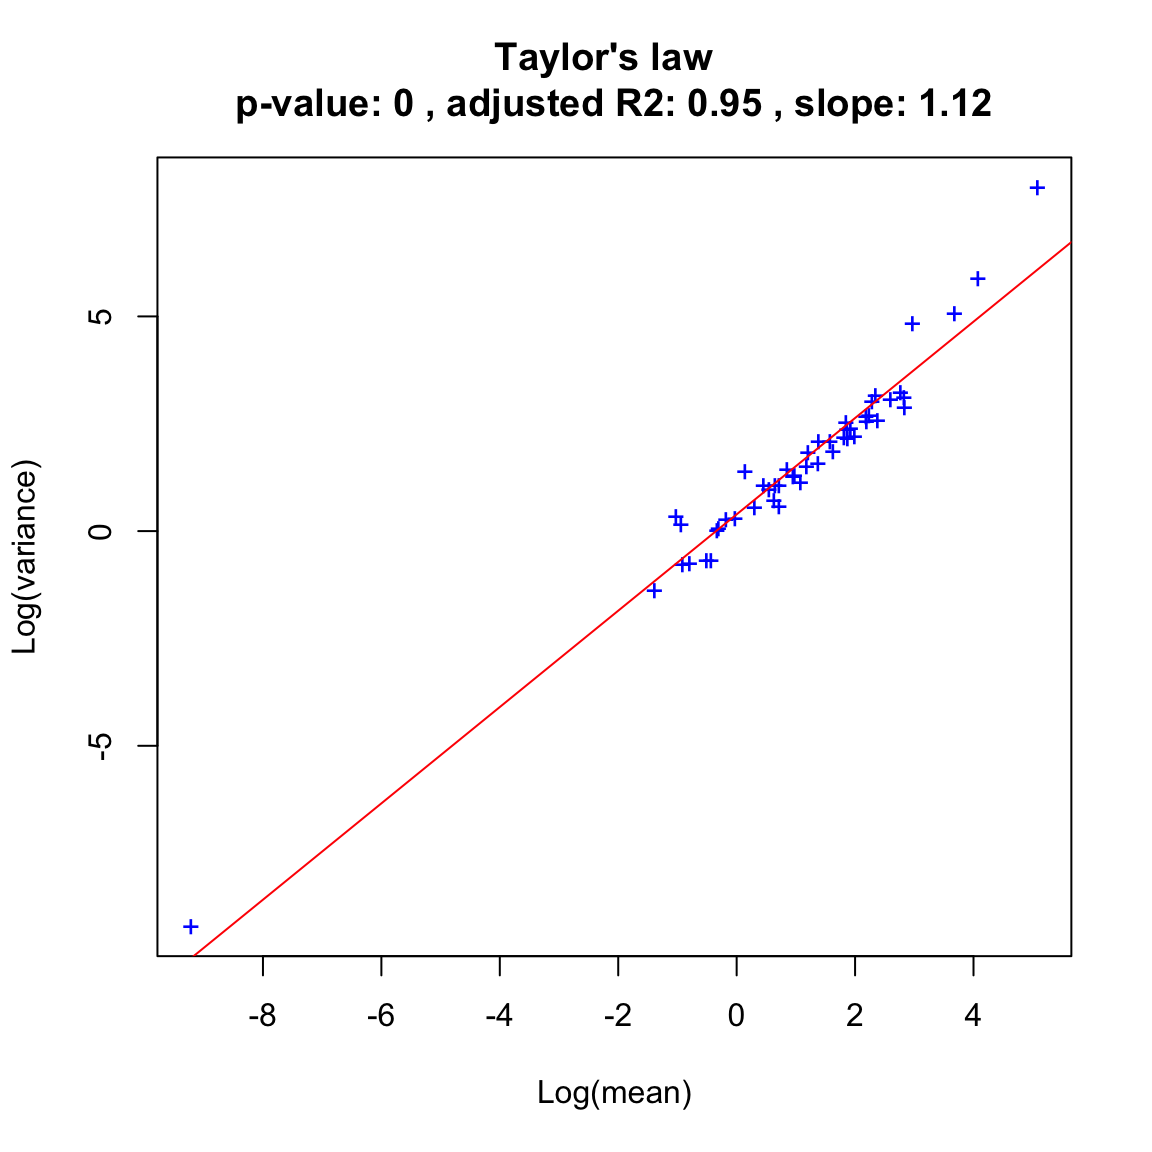 Taylor's law
p-value: 0 , adjusted R2: 0.95 , slope: 1.12
Log(variance)
5
0
-5
-8 -6 -4 -2 0 2 4
Log(mean)